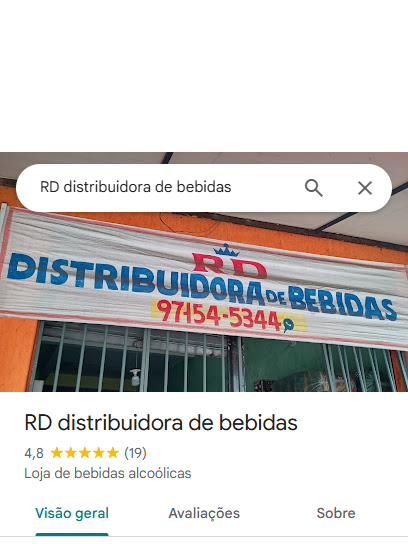 RD distribuidora de bebidas
RD
DISTRIBUIDORA DE BEBIDAS
97154-5344
RD distribuidora de bebidas
4,8 (19)
Loja de bebidas alcoólicas
Visão geral Avaliações Sobre